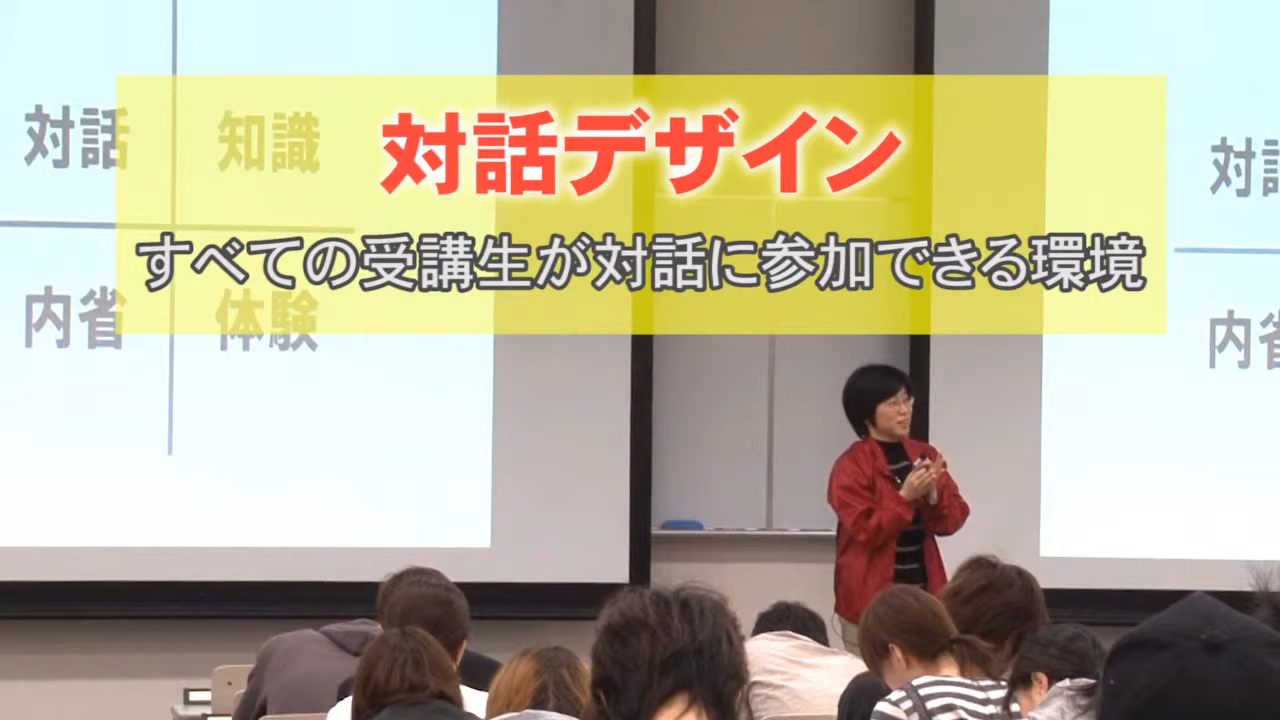 対話デザイン
すべての受講生が対話に参加できる環境
対話 知識
内省 体験
対話
内省